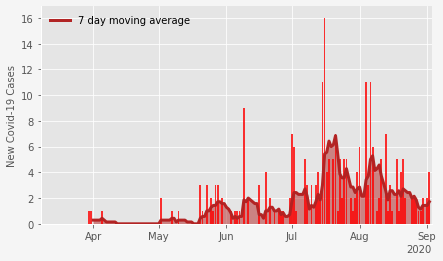 7 day moving average
New Covid-19 Cases
16
14
12
10
8
6
4
2
0
Apr
May
Jun
Jul
Aug
Sep
2020